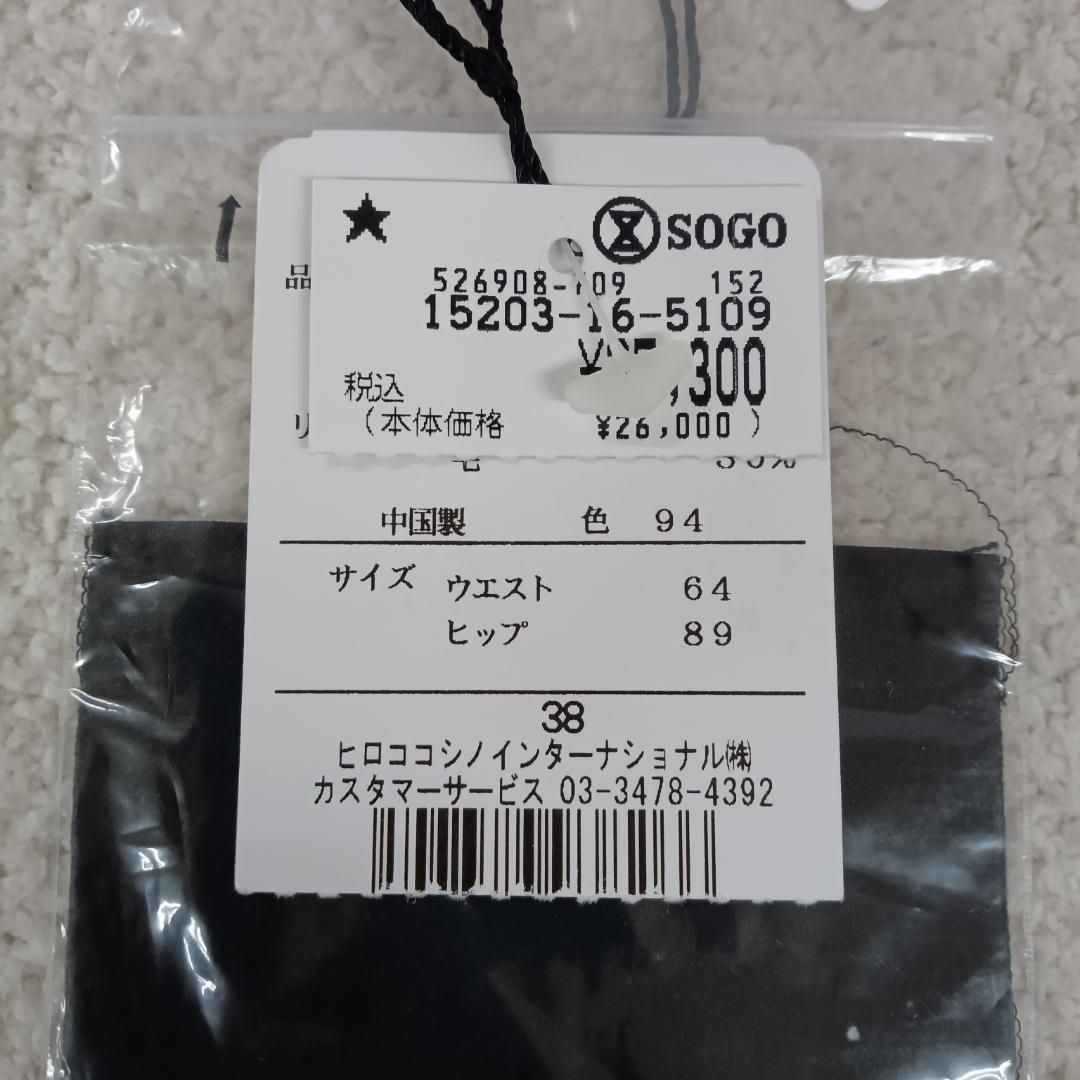 ★ SOGO
526908-109 152
15203-16-5109
,300
税込
(本体価格 ¥26,000)
品
リ
毛
中国製 色 94
サイズ ウエスト 64
ヒップ 89
38
ヒロココシノインターナショナル㈱
カスタマーサービス 03-3478-4392